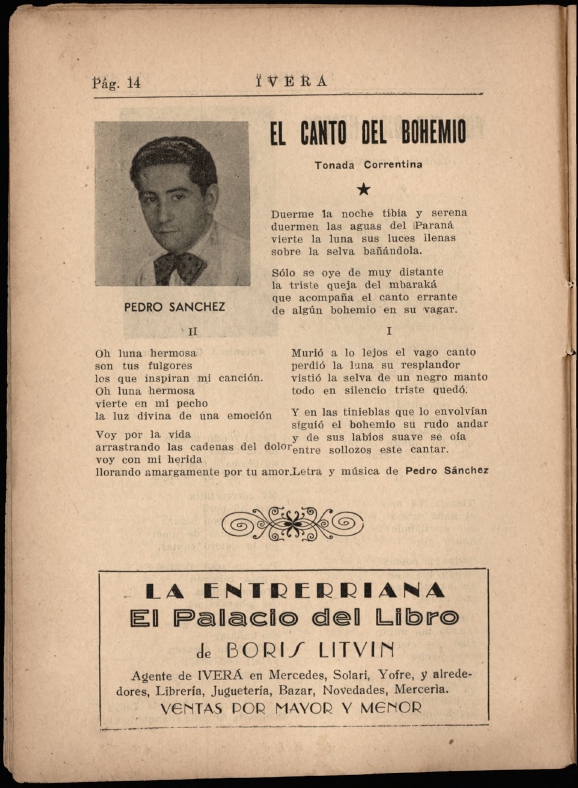 Pág. 14
ÏVERÁ
EL CANTO DEL BOHEMIO
Tonada Correntina
Duerme la noche tibia y serena
duermen las aguas del Paraná
vierte la luna sus luces llenas
sobre la selva bañándola.
Sólo se oye de muy distante
la triste queja del mbaraká
que acompaña el canto errante
de algún bohemio en su vagar.
PEDRO SANCHEZ
I
Murió a lo lejos el vago canto
perdió la luna su resplandor
vistió la selva de un negro manto
todo en silencio triste quedó.
Y en las tinieblas que lo envolvían
siguió el bohemio su rudo andar
y de sus labios suave se oía
entre sollozos este cantar.
II
Oh luna hermosa
son tus fulgores
los que inspiran mi canción.
Oh luna hermosa
vierte en mi pecho
la luz divina de una emoción
Voy por la vida
arrastrando las cadenas del dolor
voy con mi herida
llorando amargamente por tu amor.
Letra y música de Pedro Sánchez
LA ENTRERRIANA
El Palacio del Libro
de BORIS LITVIN
Agente de IVERÁ en Mercedes, Solari, Yofre, y alrede-
dores, Librería, Juguetería, Bazar, Novedades, Mercería.
VENTAS POR MAYOR Y MENOR